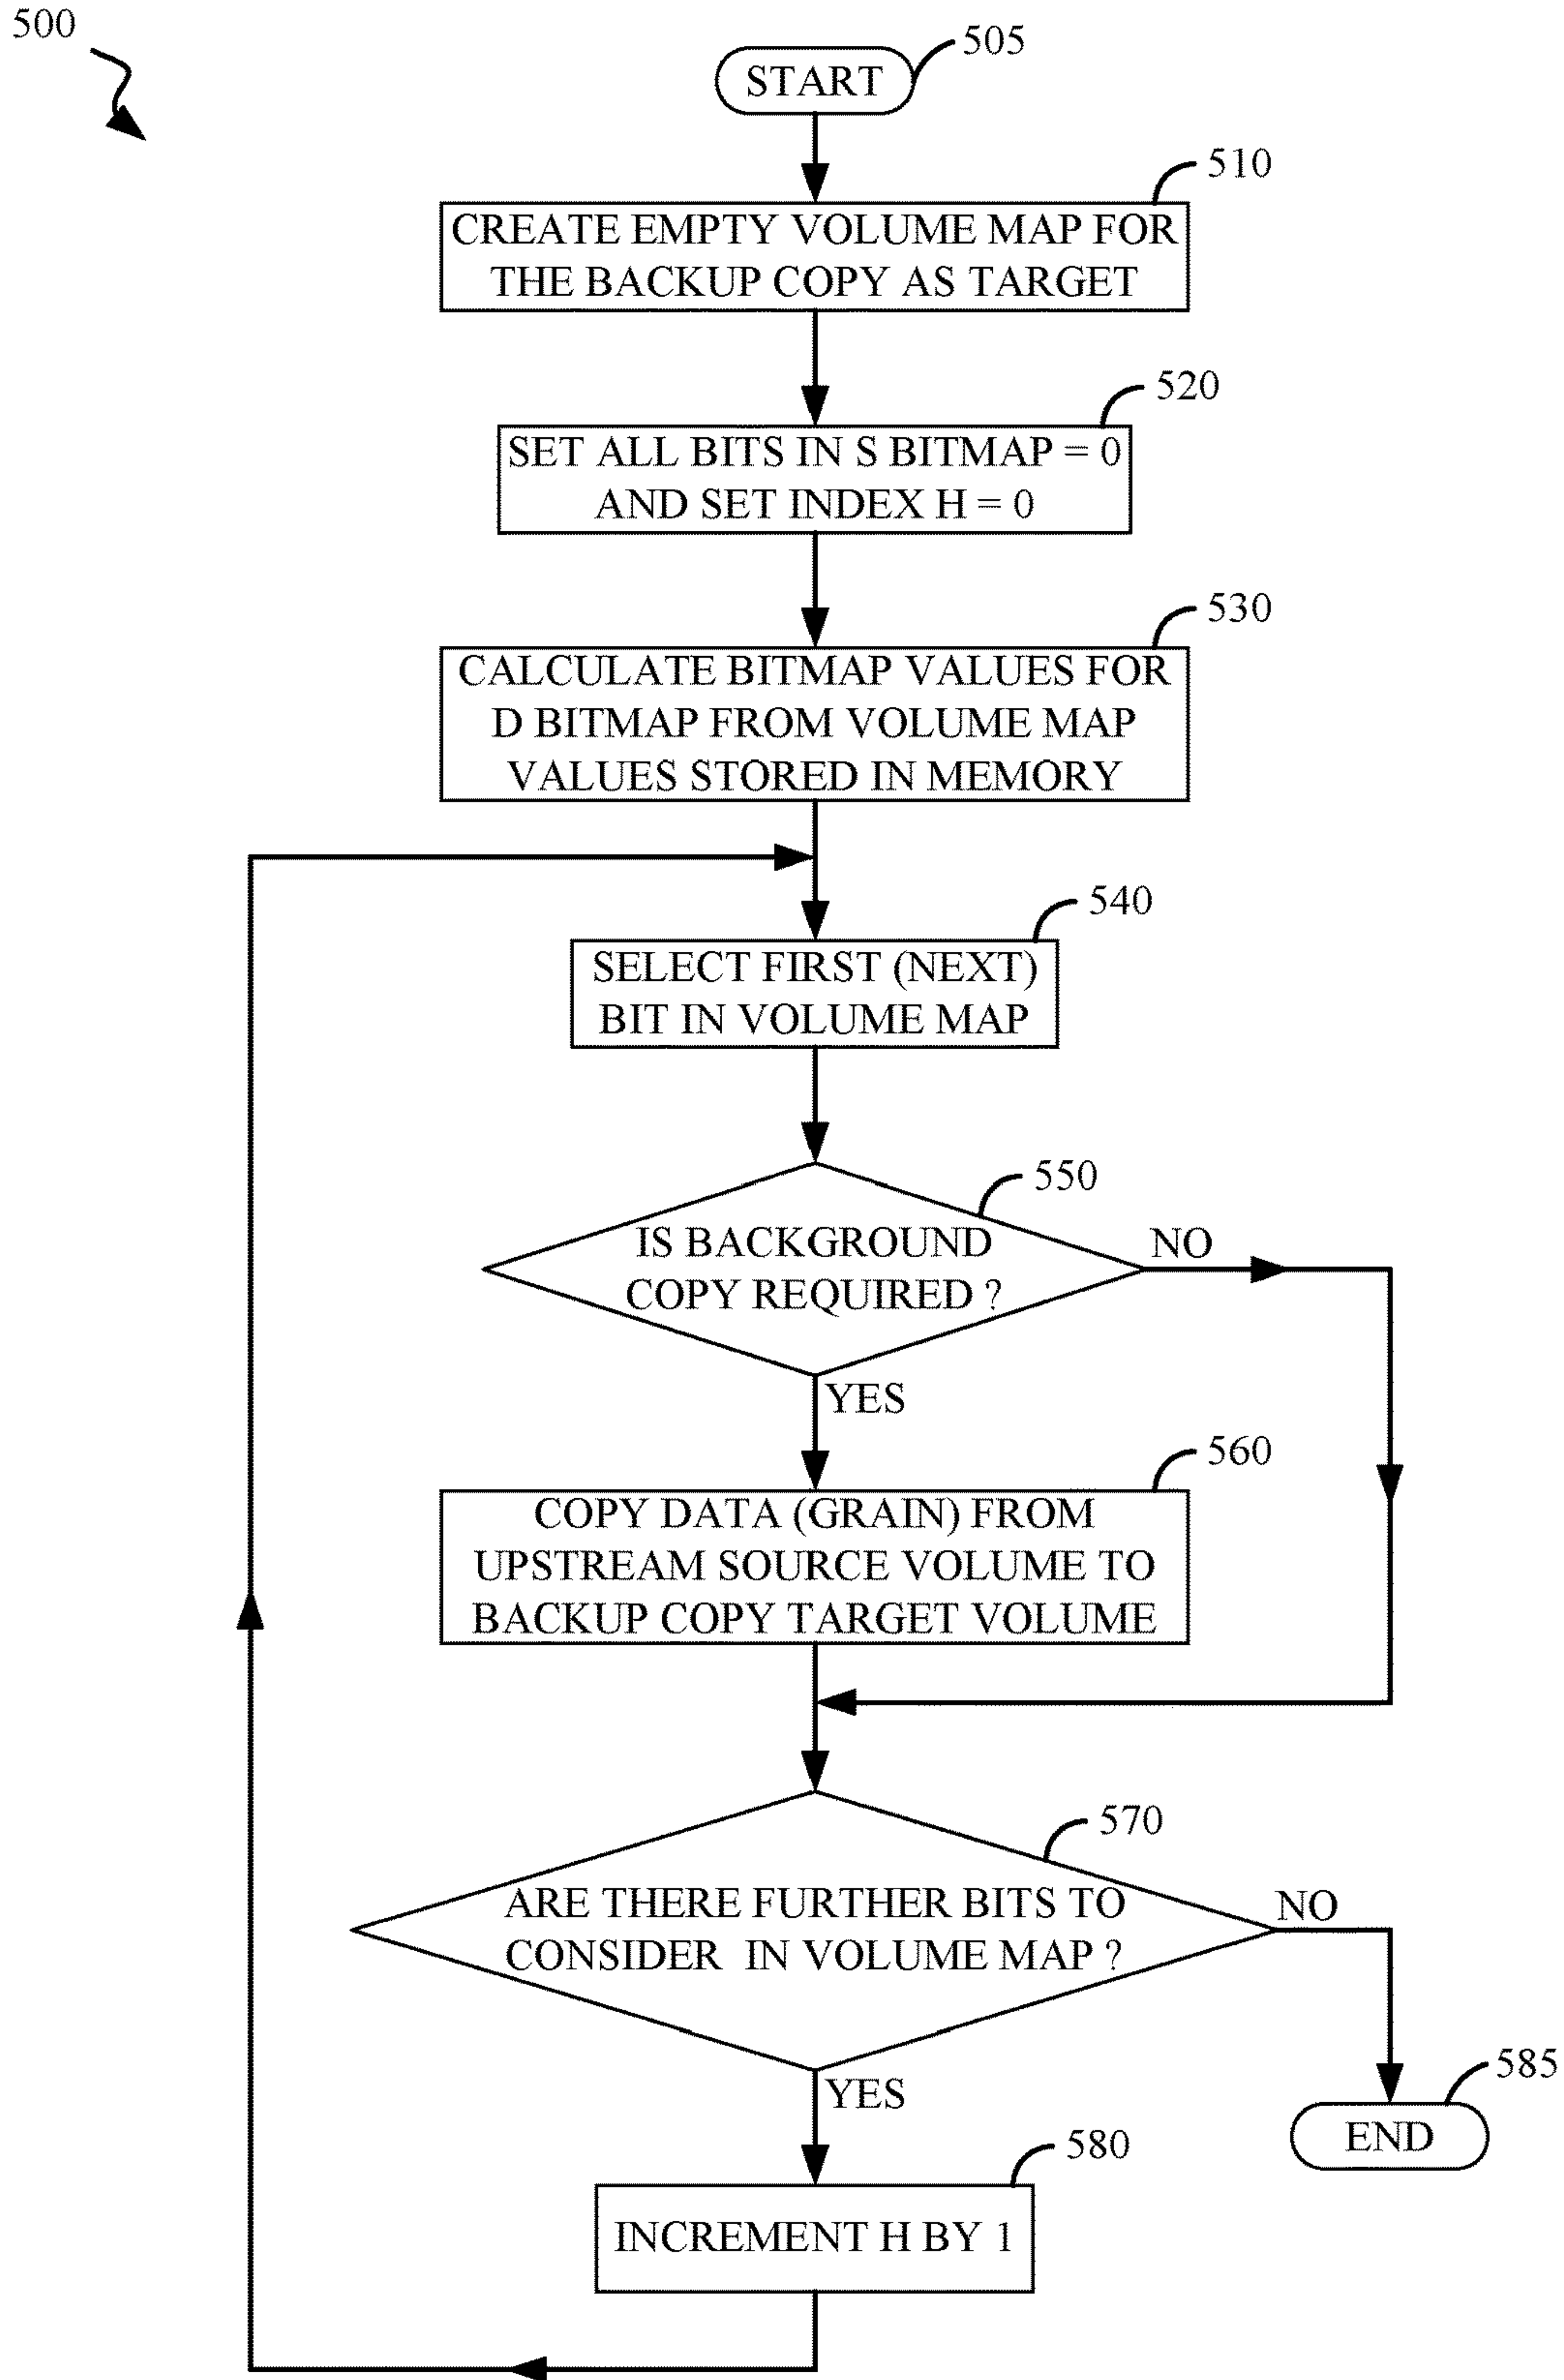 500
START
505
510
CREATE EMPTY VOLUME MAP FOR
THE BACKUP COPY AS TARGET
520
SET ALL BITS IN S BITMAP = 0
AND SET INDEX H = 0
530
CALCULATE BITMAP VALUES FOR
D BITMAP FROM VOLUME MAP
VALUES STORED IN MEMORY
540
SELECT FIRST (NEXT)
BIT IN VOLUME MAP
550
IS BACKGROUND
COPY REQUIRED ?
NO
YES
560
COPY DATA (GRAIN) FROM
UPSTREAM SOURCE VOLUME TO
BACKUP COPY TARGET VOLUME
570
ARE THERE FURTHER BITS TO
CONSIDER IN VOLUME MAP ?
NO
YES
585
END
580
INCREMENT H BY 1